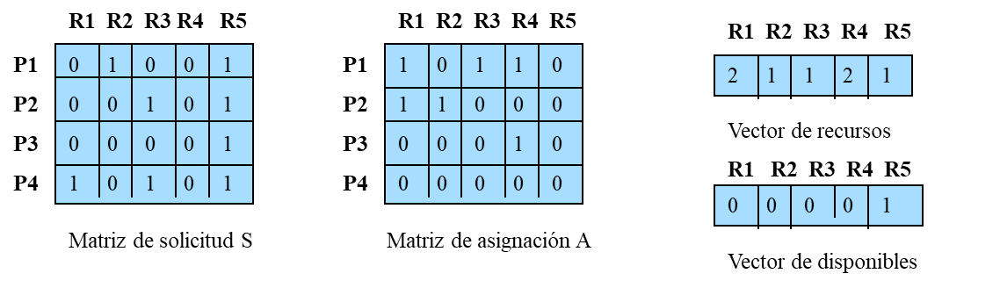 R1 R2 R3 R4 R5
P1 0 1 0 0 1
P2 0 0 1 0 1
P3 0 0 0 0 1
P4 1 0 1 0 1
Matriz de solicitud S
R1 R2 R3 R4 R5
P1 1 0 1 1 0
P2 1 1 0 0 0
P3 0 0 0 1 0
P4 0 0 0 0 0
Matriz de asignación A
R1 R2 R3 R4 R5
2 1 1 2 1
Vector de recursos
R1 R2 R3 R4 R5
0 0 0 0 1
Vector de disponibles